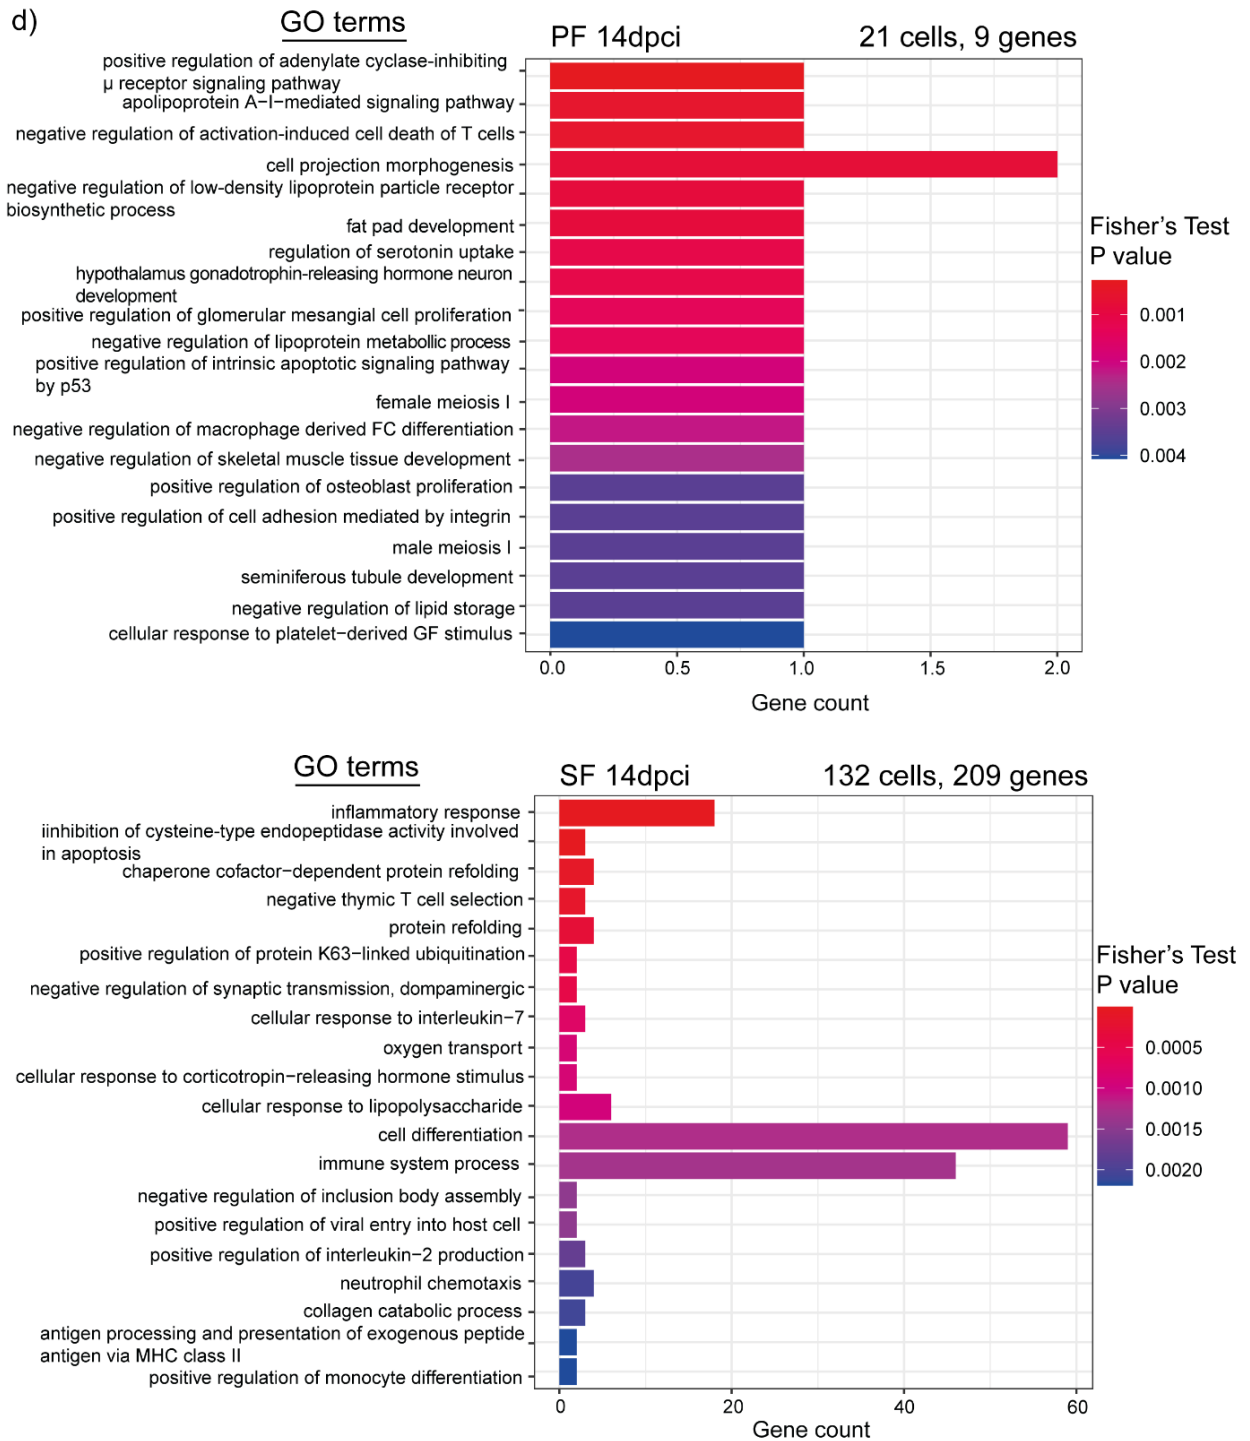 d)
GO terms
PF 14dpci
21 cells, 9 genes
positive regulation of adenylate cyclase-inhibiting
μ receptor signaling pathway
apolipoprotein A−I−mediated signaling pathway
negative regulation of activation-induced cell death of T cells
cell projection morphogenesis
negative regulation of low-density lipoprotein particle receptor
biosynthetic process
fat pad development
regulation of serotonin uptake
hypothalamus gonadotrophin-releasing hormone neuron
development
positive regulation of glomerular mesangial cell proliferation
negative regulation of lipoprotein metabollic process
positive regulation of intrinsic apoptotic signaling pathway
by p53
female meiosis I
negative regulation of macrophage derived FC differentiation
negative regulation of skeletal muscle tissue development
positive regulation of osteoblast proliferation
positive regulation of cell adhesion mediated by integrin
male meiosis I
seminiferous tubule development
negative regulation of lipid storage
cellular response to platelet−derived GF stimulus
0.0 0.5 1.0 1.5 2.0
Gene count
Fisher's Test
P value
0.001
0.002
0.003
0.004
GO terms
SF 14dpci
132 cells, 209 genes
inflammatory response
iinhibition of cysteine-type endopeptidase activity involved
in apoptosis
chaperone cofactor−dependent protein refolding
negative thymic T cell selection
protein refolding
positive regulation of protein K63−linked ubiquitination
negative regulation of synaptic transmission, dompaminergic
cellular response to interleukin−7
oxygen transport
cellular response to corticotropin−releasing hormone stimulus
cellular response to lipopolysaccharide
cell differentiation
immune system process
negative regulation of inclusion body assembly
positive regulation of viral entry into host cell
positive regulation of interleukin−2 production
neutrophil chemotaxis
collagen catabolic process
antigen processing and presentation of exogenous peptide
antigen via MHC class II
positive regulation of monocyte differentiation
0 20 40 60
Gene count
Fisher's Test
P value
0.0005
0.0010
0.0015
0.0020